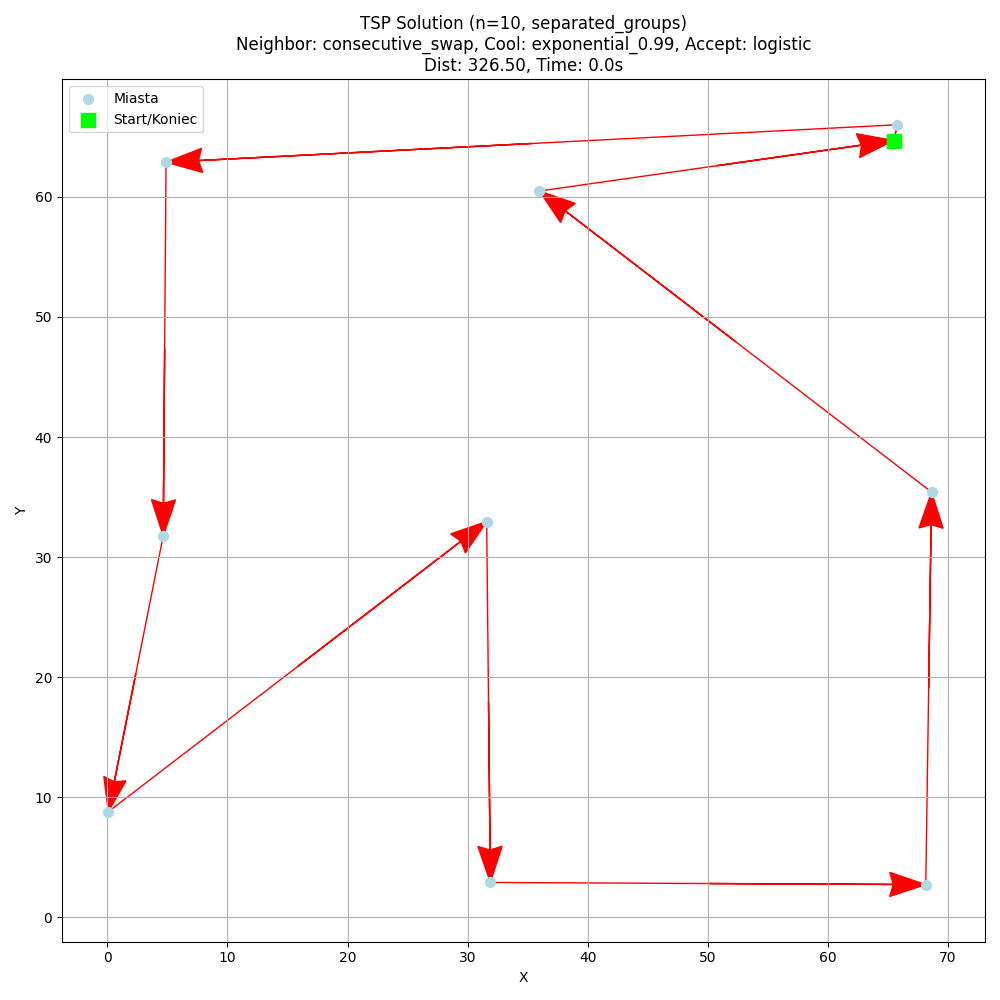 TSP Solution (n=10, separated_groups)
Neighbor: consecutive_swap, Cool: exponential_0.99, Accept: logistic
Dist: 326.50, Time: 0.0s
Miasta
Start/Koniec
60
50
40
30
20
10
0
Y
0 10 20 30 40 50 60 70
X